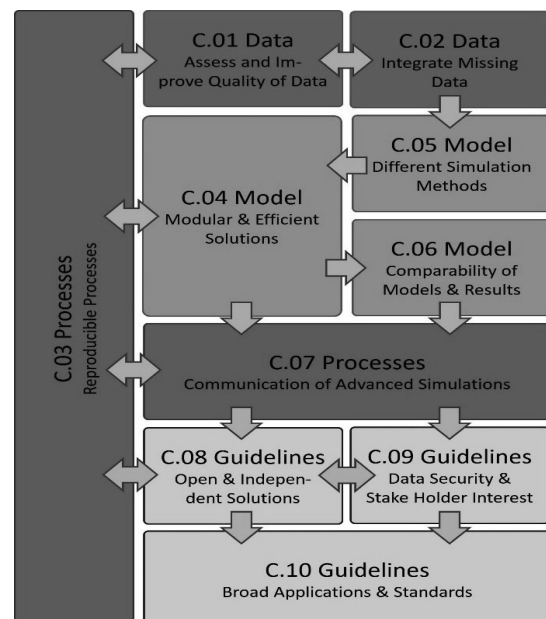 C.01 Data
Assess and Im-
prove Quality of Data
C.02 Data
Integrate Missing
Data
C.03 Processes
Reproducible Processes
C.04 Model
Modular & Efficient
Solutions
C.05 Model
Different Simulation
Methods
C.06 Model
Comparability of
Models & Results
C.07 Processes
Communication of Advanced Simulations
C.08 Guidelines
Open & Indepen-
dent Solutions
C.09 Guidelines
Data Security &
Stake Holder Interest
C.10 Guidelines
Broad Applications & Standards